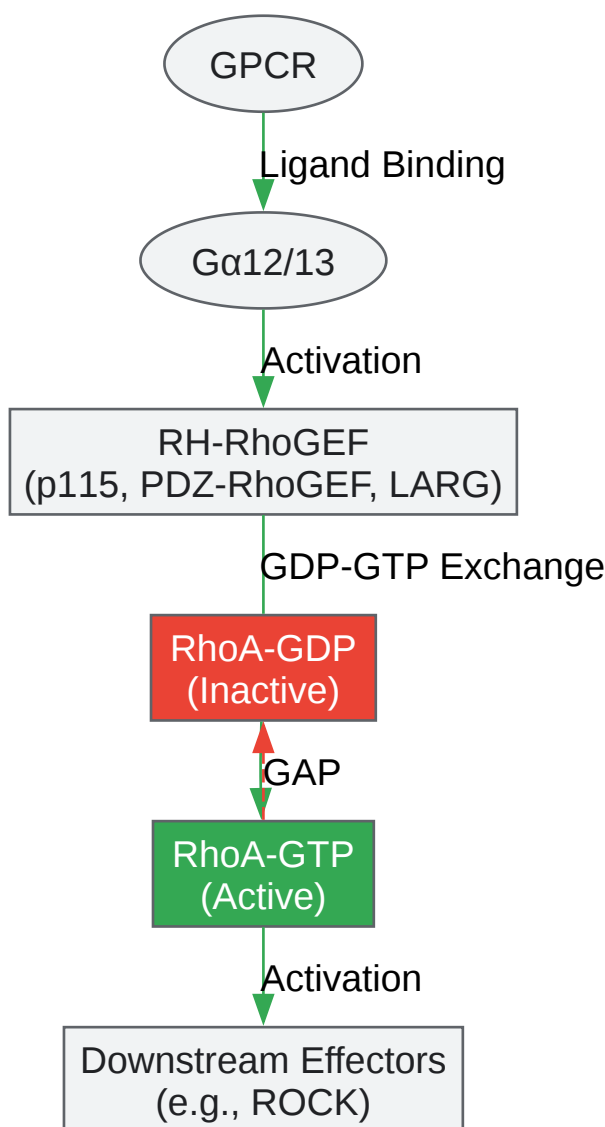 GPCR
Ligand Binding
Gα12/13
Activation
RH-RhoGEF
(p115, PDZ-RhoGEF, LARG)
GDP-GTP Exchange
RhoA-GDP
(Inactive)
GAP
RhoA-GTP
(Active)
Activation
Downstream Effectors
(e.g., ROCK)